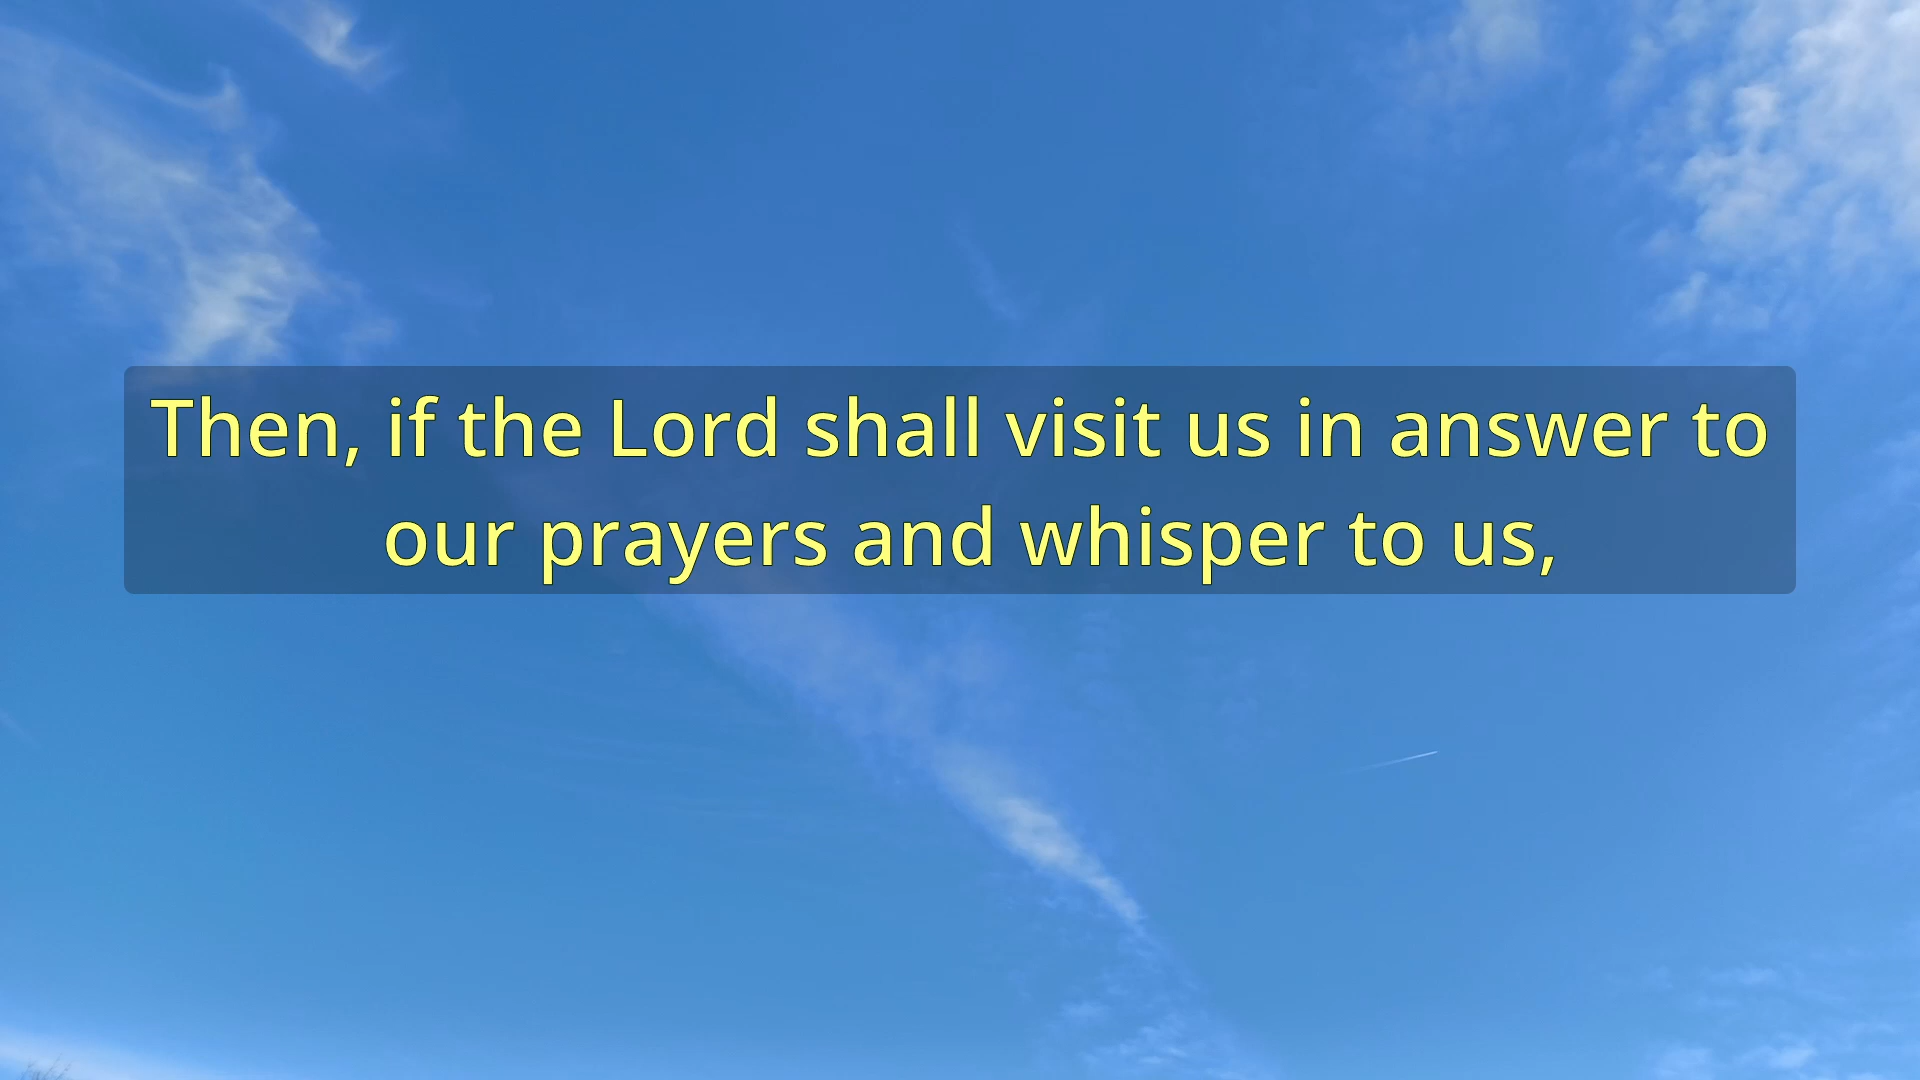 Then, if the Lord shall visit us in answer to
our prayers and whisper to us,